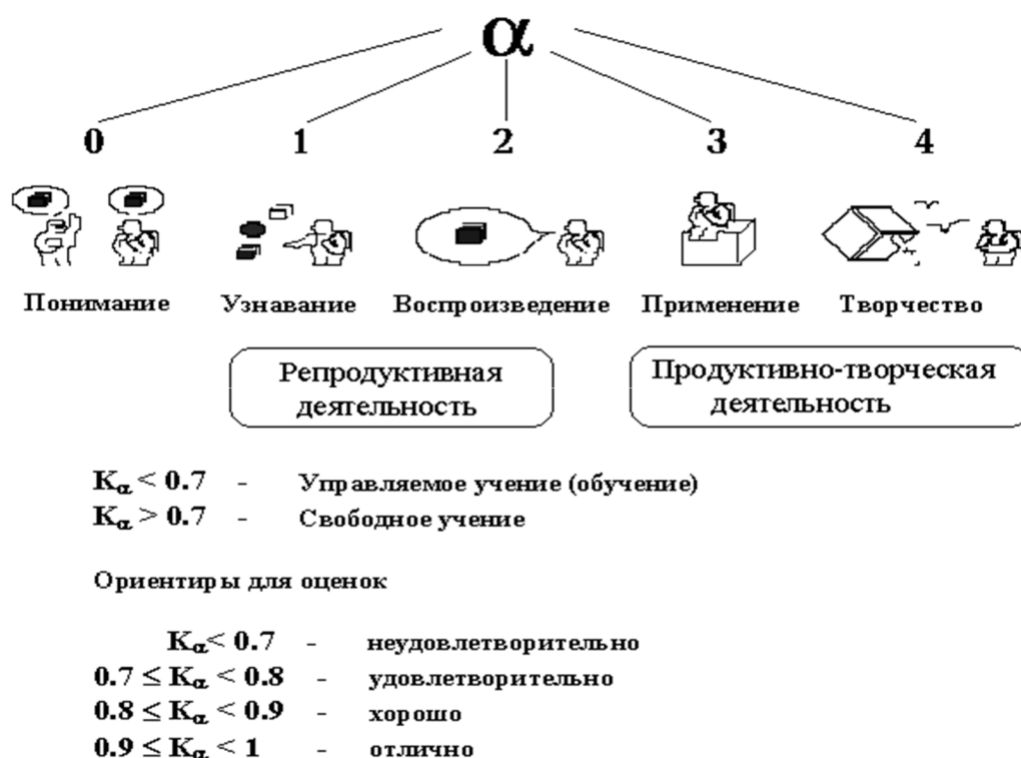 α
0 1 2 3 4
Понимание Узнавание Воспроизведение Применение Творчество
Репродуктивная
деятельность
Продуктивно-творческая
деятельность
Kα < 0.7 - Управляемое учение (обучение)
Kα > 0.7 - Свободное учение
Ориентиры для оценок
Kα< 0.7 - неудовлетворительно
0.7 ≤ Kα < 0.8 - удовлетворительно
0.8 ≤ Kα < 0.9 - хорошо
0.9 ≤ Kα < 1 - отлично